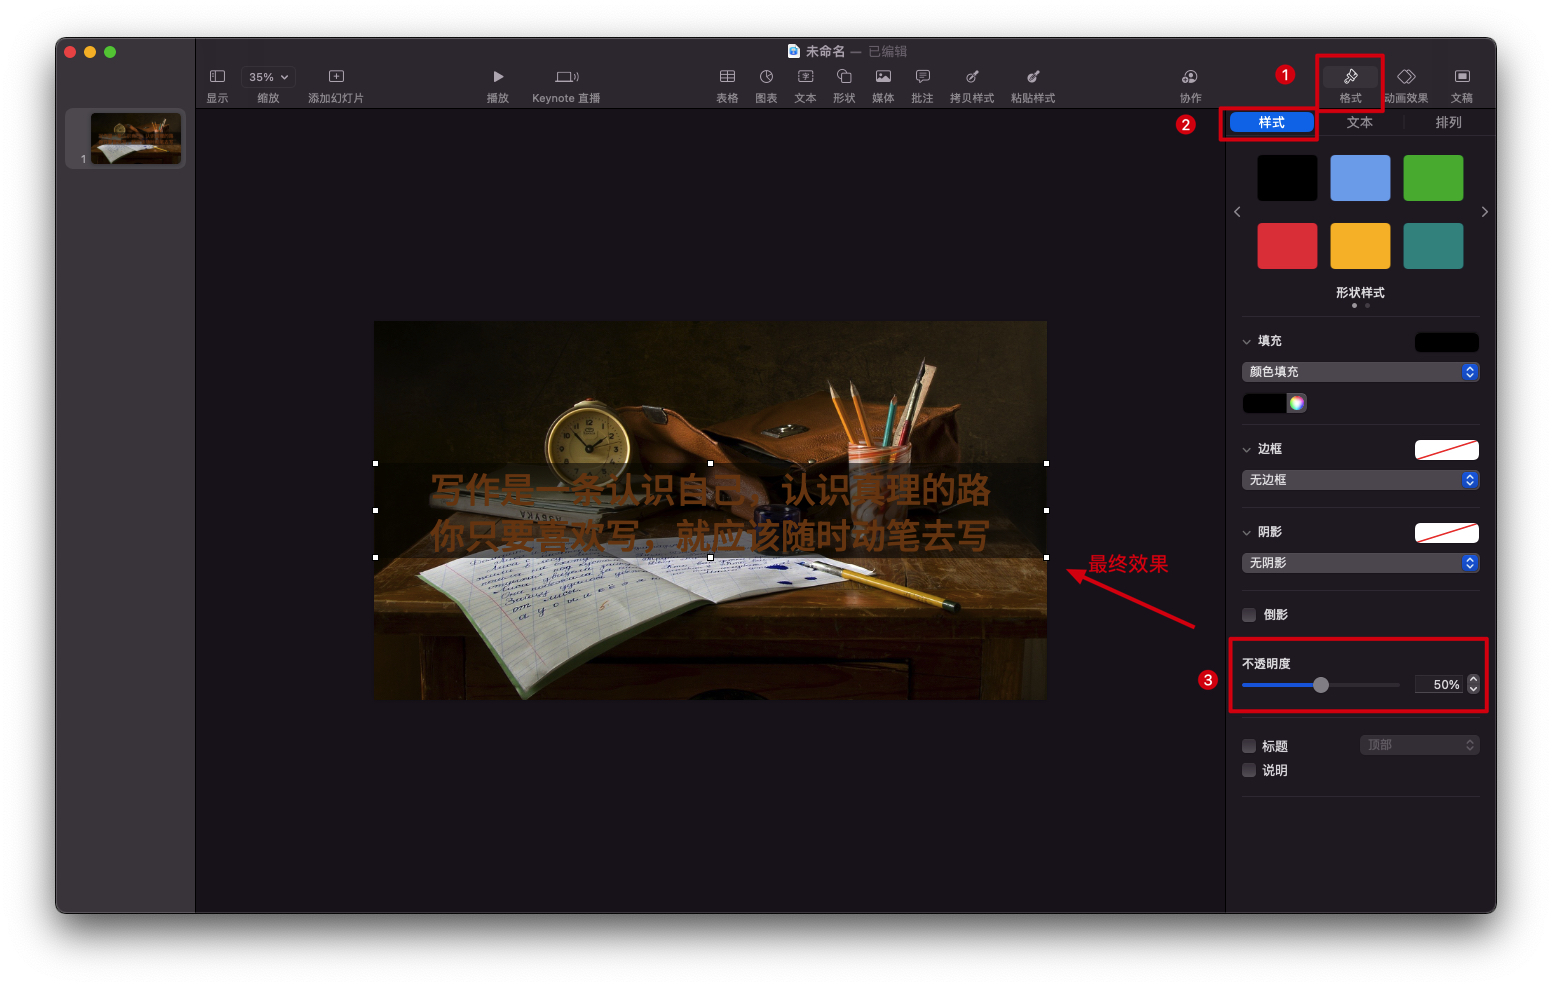 未命名 — 已编辑
35%
显示
缩放
添加幻灯片
播放
Keynote 直播
表格
图表
文本
形状
媒体
批注
拷贝样式
粘贴样式
协作
格式
动画效果
文稿
1
2
样式
文本
排列
1
形状样式
填充
颜色填充
边框
无边框
阴影
无阴影
倒影
写作是一条认识自己，认识真理的路
你只要喜欢写，就应该随时动笔去写
最终效果
3
不透明度
50%
标题
顶部
说明